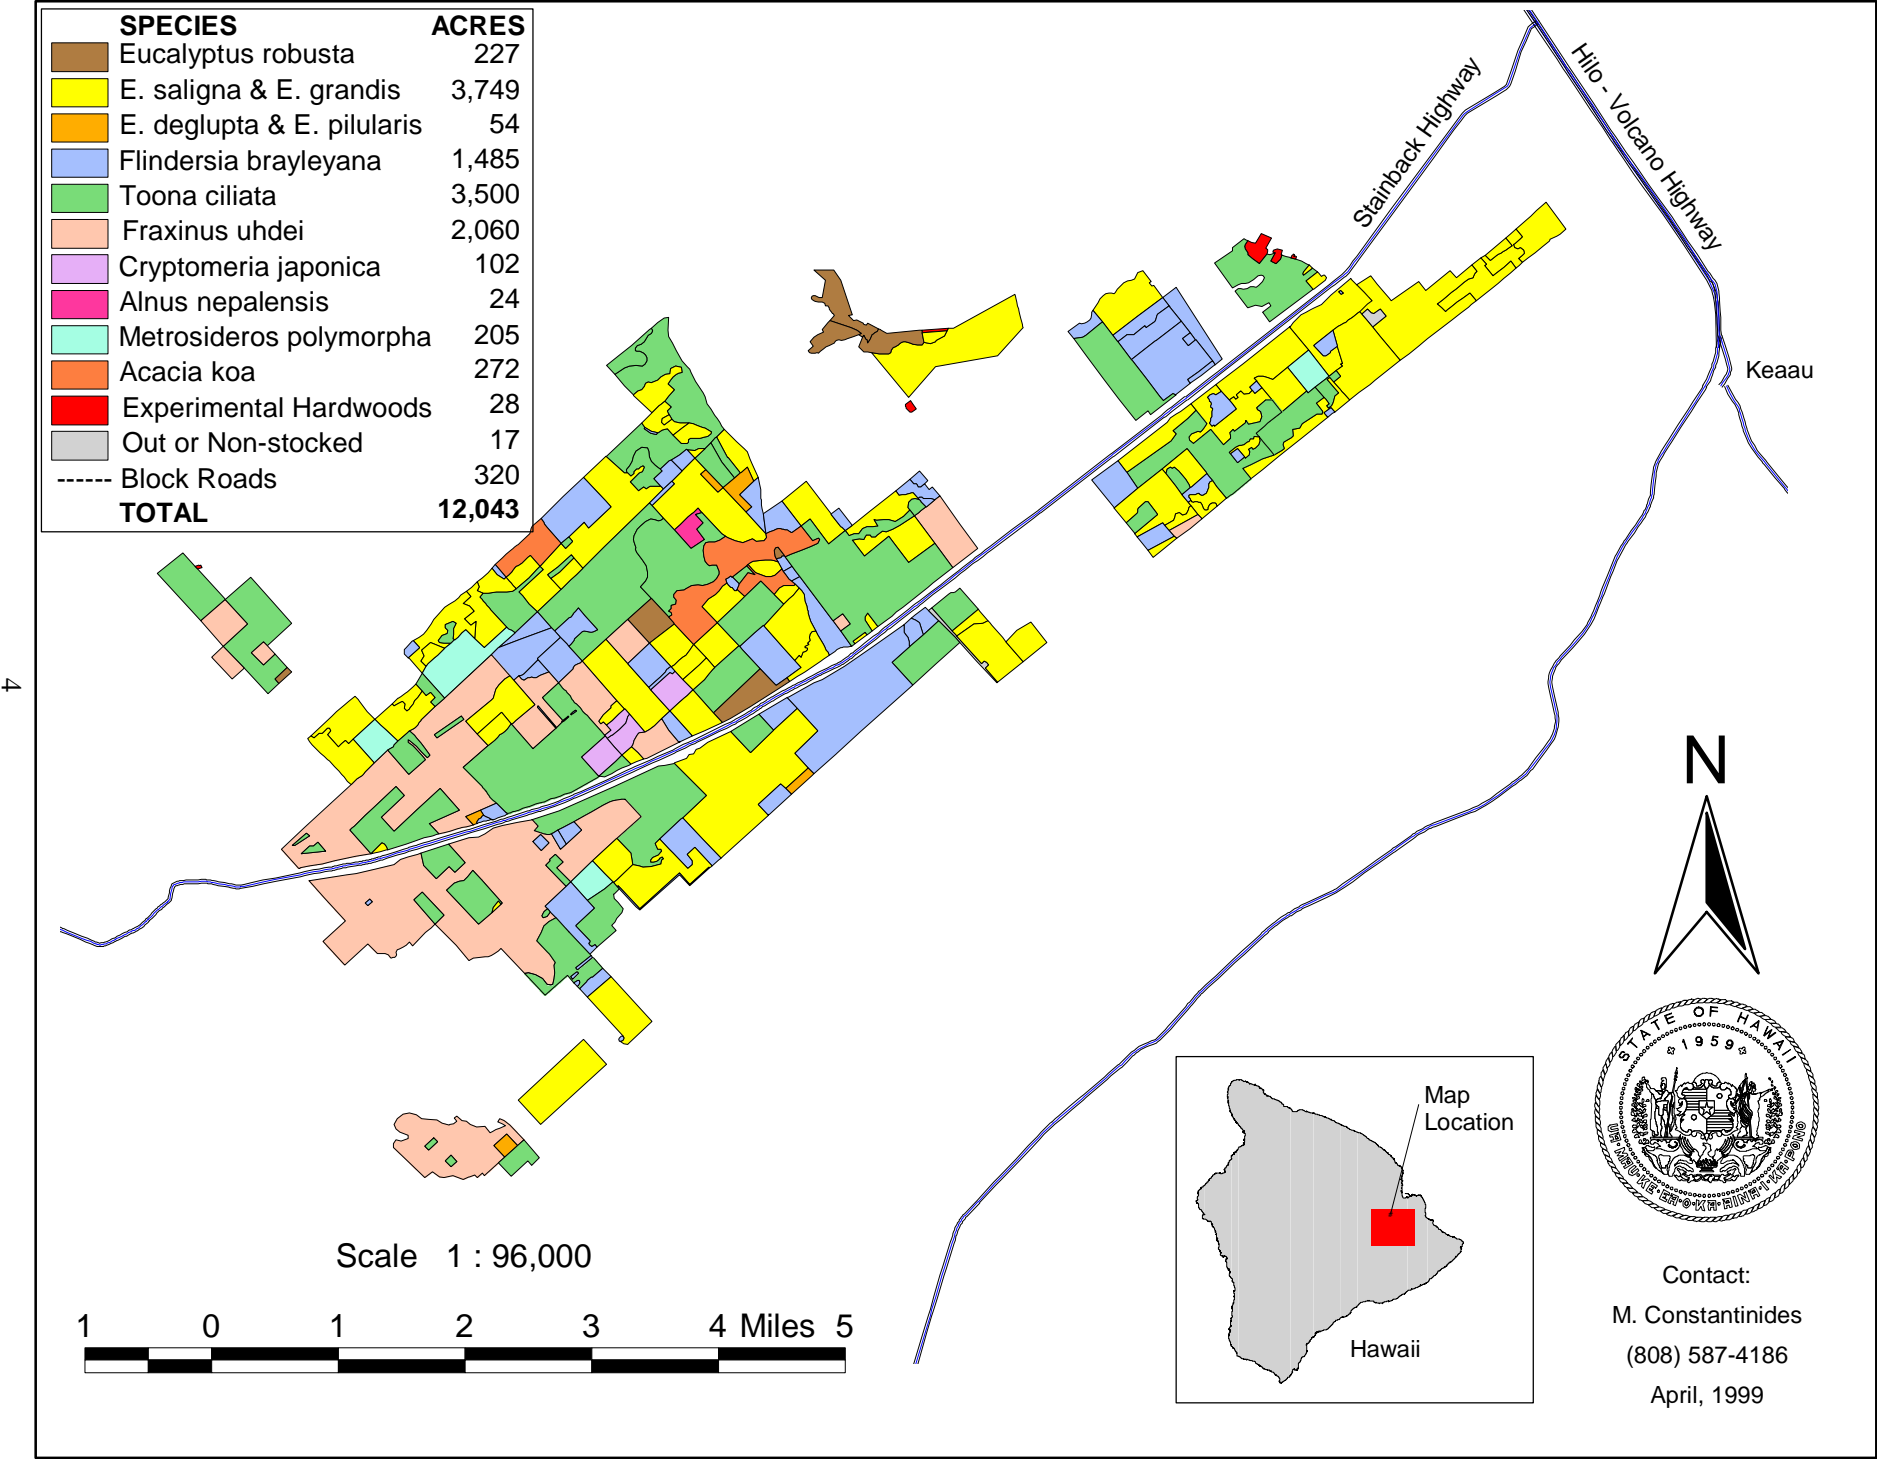 SPECIES ACRES
Eucalyptus robusta 227
E. saligna & E. grandis 3,749
E. deglupta & E. pilularis 54
Flindersia brayleyana 1,485
Toona ciliata 3,500
Fraxinus uhdei 2,060
Cryptomeria japonica 102
Alnus nepalensis 24
Metrosideros polymorpha 205
Acacia koa 272
Experimental Hardwoods 28
Out or Non-stocked 17
Block Roads 320
TOTAL 12,043
Stainback Highway
Hilo - Volcano Highway
Keaau
4
N
STATE OF HAWAII
1959
UA·MAU·KE·EA·O·KA·AINA·I·KA·PONO
Map
Location
Hawaii
Scale 1 : 96,000
1 0 1 2 3 4 Miles 5
Contact:
M. Constantinides
(808) 587-4186
April, 1999